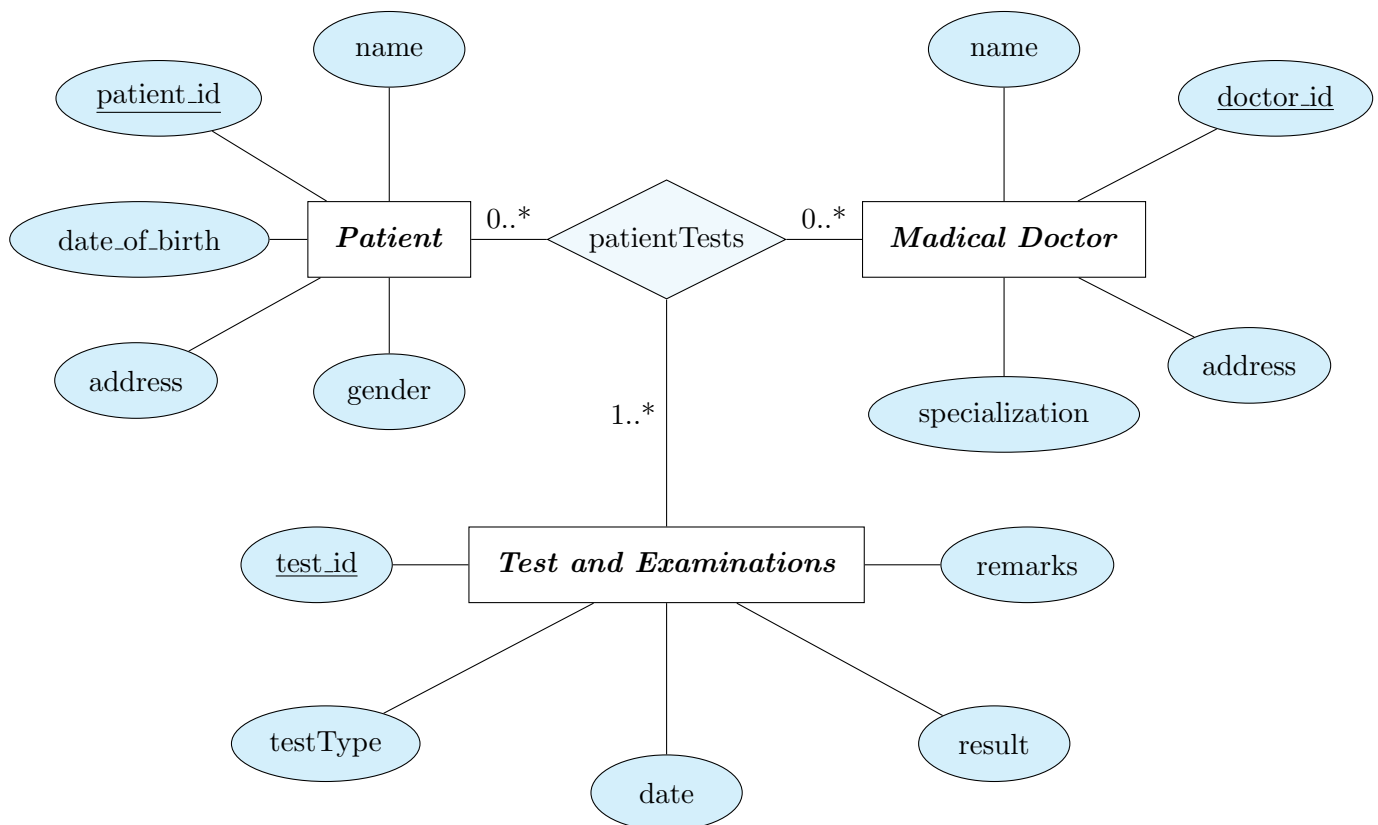 name
name
patient_id
doctor_id
0..*
0..*
date_of_birth
Patient
patientTests
Madical Doctor
address
gender
address
specialization
1..*
test_id
Test and Examinations
remarks
testType
result
date